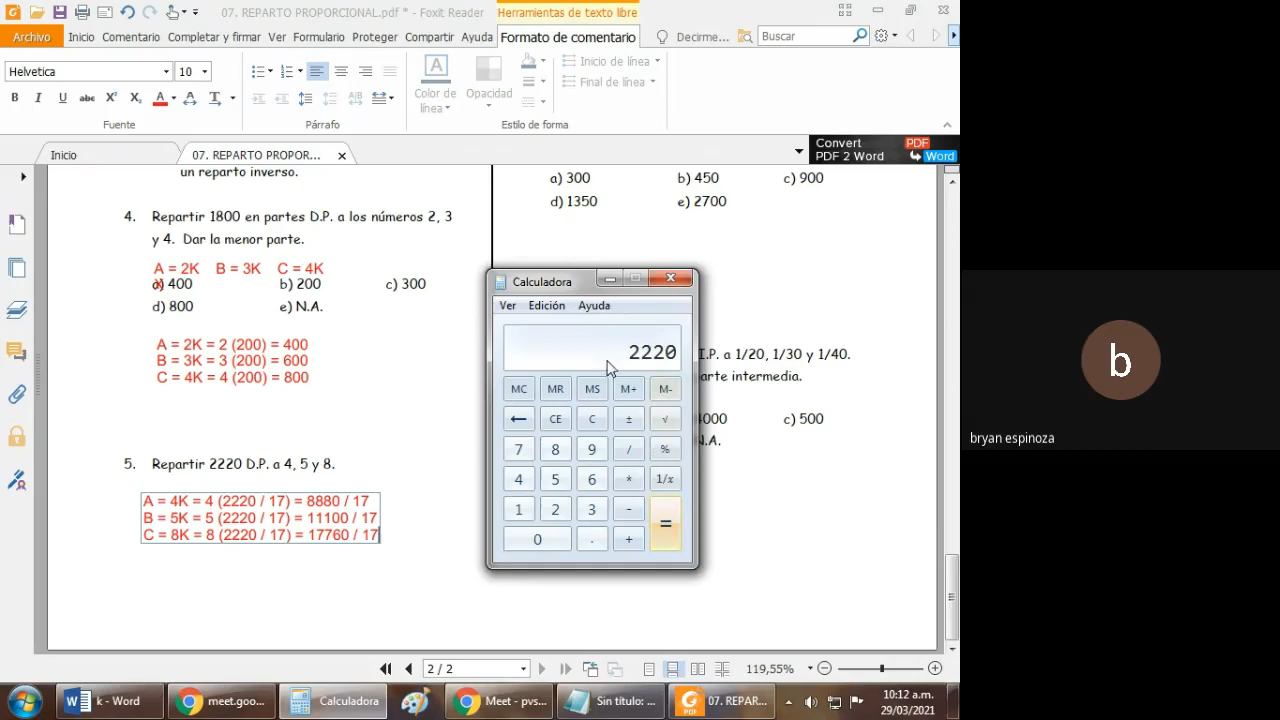 07. REPARTO PROPORCIONAL.pdf * - Foxit Reader
Herramientas de texto libre
Archivo Inicio Comentario Completar y firmar Ver Formulario Proteger Compartir Ayuda Formato de comentario Decirme... Buscar
Helvetica 10
Color de línea
Opacidad
Inicio de línea
Final de línea
Fuente
Párrafo
Estilo de forma
Inicio
07. REPARTO PROPOR...
Convert PDF
PDF 2 Word Word
un reparto inverso.
4. Repartir 1800 en partes D.P. a los números 2, 3
y 4. Dar la menor parte.
A = 2K B = 3K C = 4K
a) 400 b) 200 c) 300
d) 800 e) N.A.
A = 2K = 2 (200) = 400
B = 3K = 3 (200) = 600
C = 4K = 4 (200) = 800
5. Repartir 2220 D.P. a 4, 5 y 8.
A = 4K = 4 (2220 / 17) = 8880 / 17
B = 5K = 5 (2220 / 17) = 11100 / 17
C = 8K = 8 (2220 / 17) = 17760 / 17
a) 300 b) 450 c) 900
d) 1350 e) 2700
I.P. a 1/20, 1/30 y 1/40.
arte intermedia.
4000 c) 500
N.A.
Calculadora
Ver Edición Ayuda
2220
MC MR MS M+ M-
← CE C ± √
7 8 9 / %
4 5 6 * 1/x
1 2 3 - =
0 . +
2 / 2
119,55%
k - Word
meet.goo...
Calculadora
Meet - pvs...
Sin título: ...
07. REPAR...
10:12 a.m.
29/03/2021
b
bryan espinoza